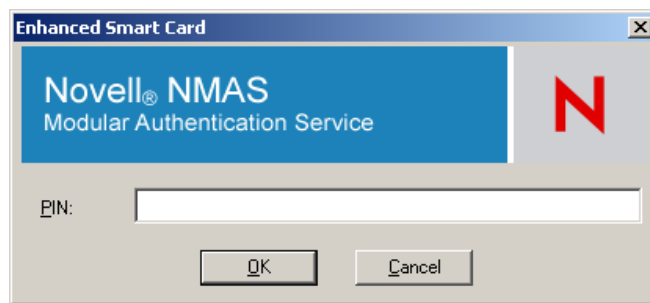 Enhanced Smart Card
Novell® NMAS
Modular Authentication Service
N
PIN:
OK
Cancel